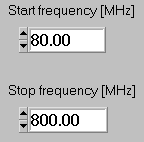 Start frequency [MHz]
80.00
Stop frequency [MHz]
800.00